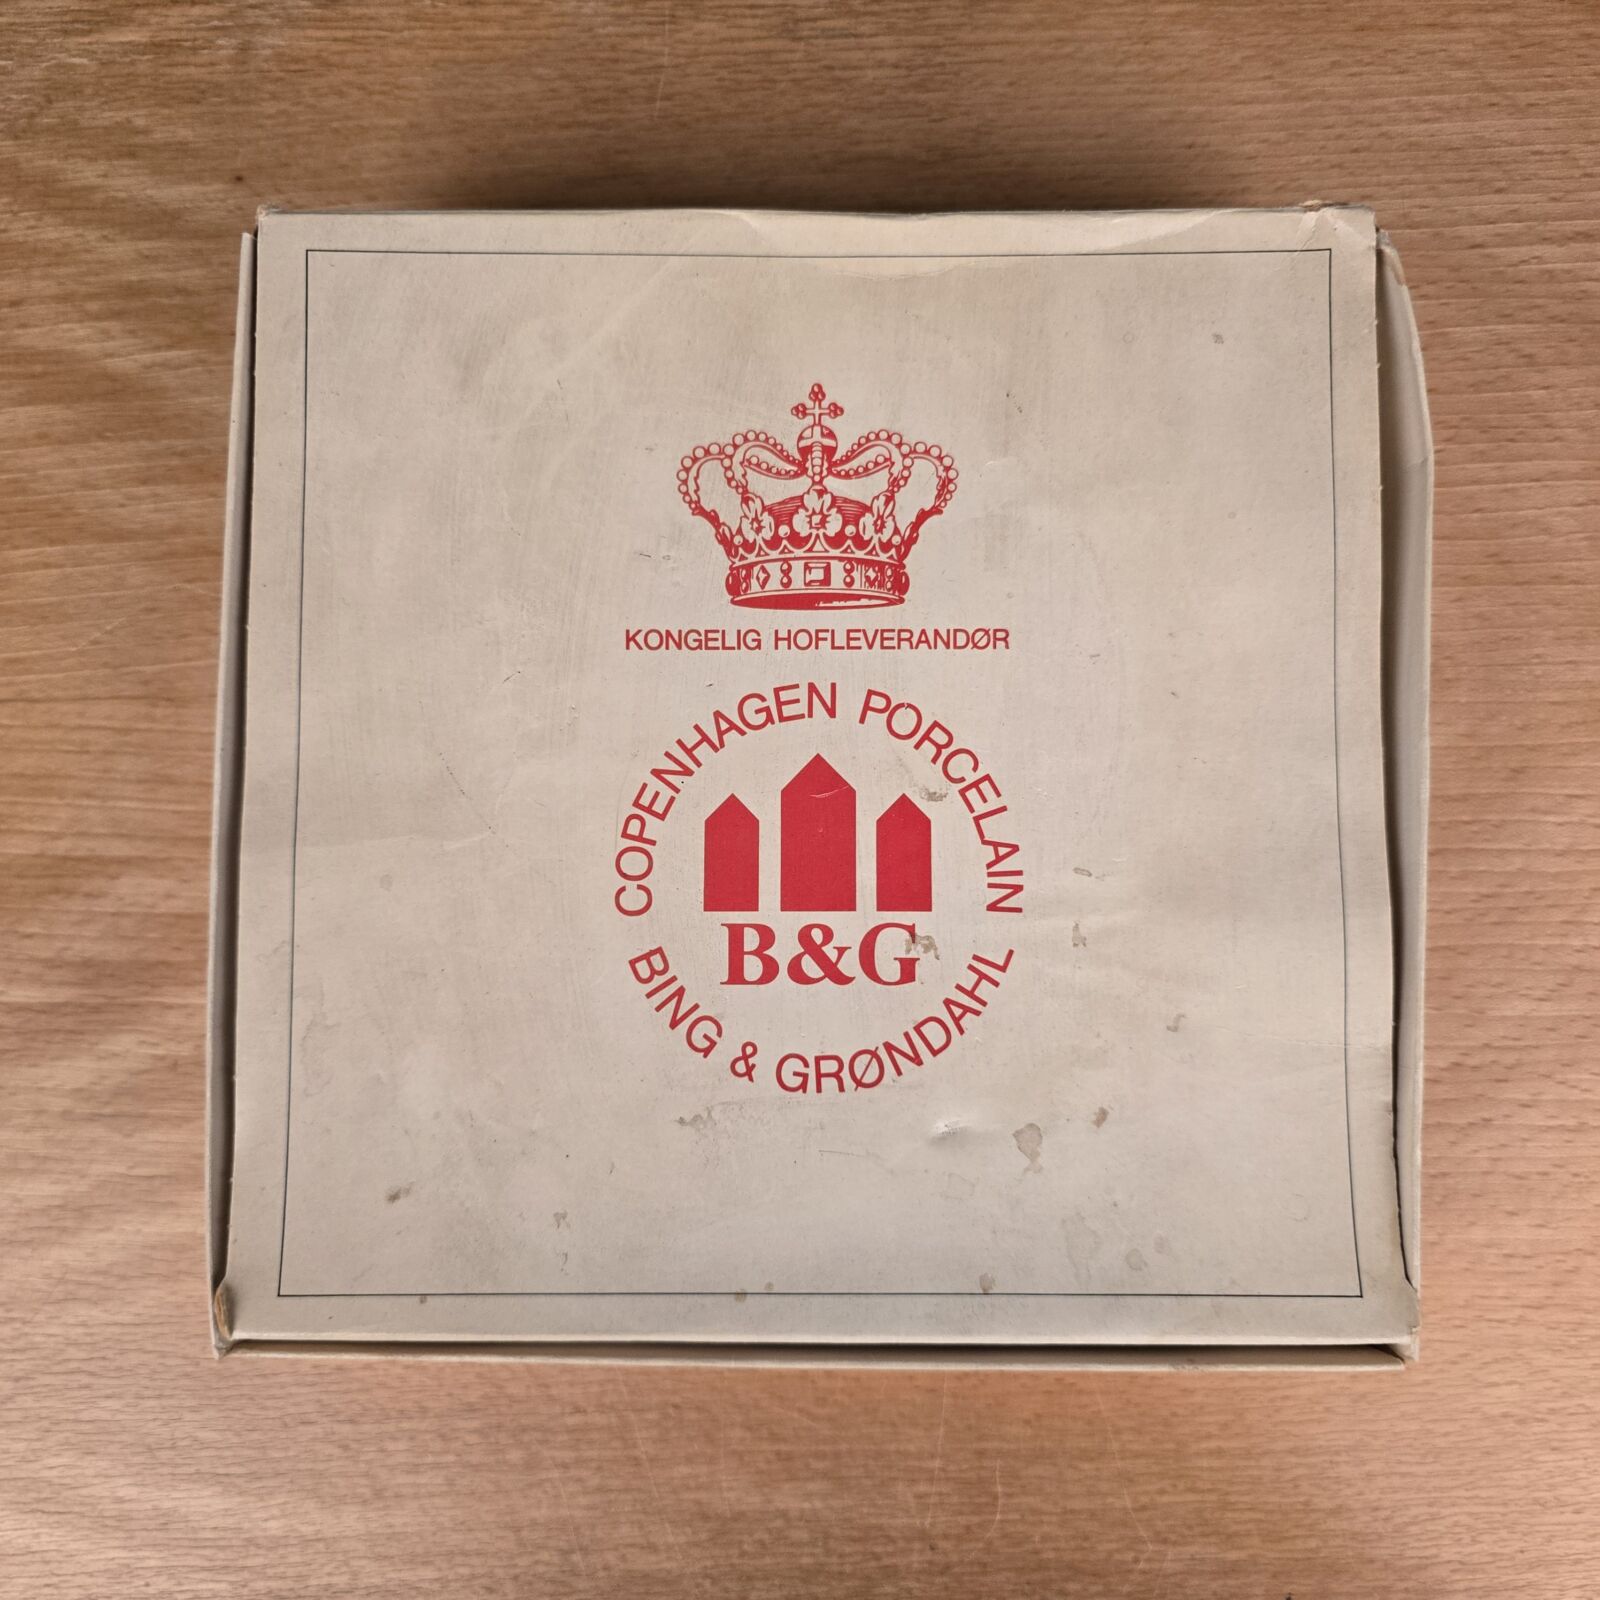 KONGELIG HOFLEVERANDØR
COPENHAGEN PORCELAIN
B&G
BING & GRØNDAHL